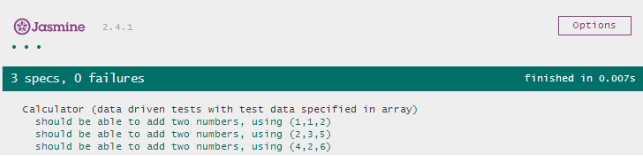 Jasmine 2.4.1 Options
3 specs, 0 failures finished in 0.007s
Calculator (data driven tests with test data specified in array)
should be able to add two numbers, using (1,1,2)
should be able to add two numbers, using (2,3,5)
should be able to add two numbers, using (4,2,6)